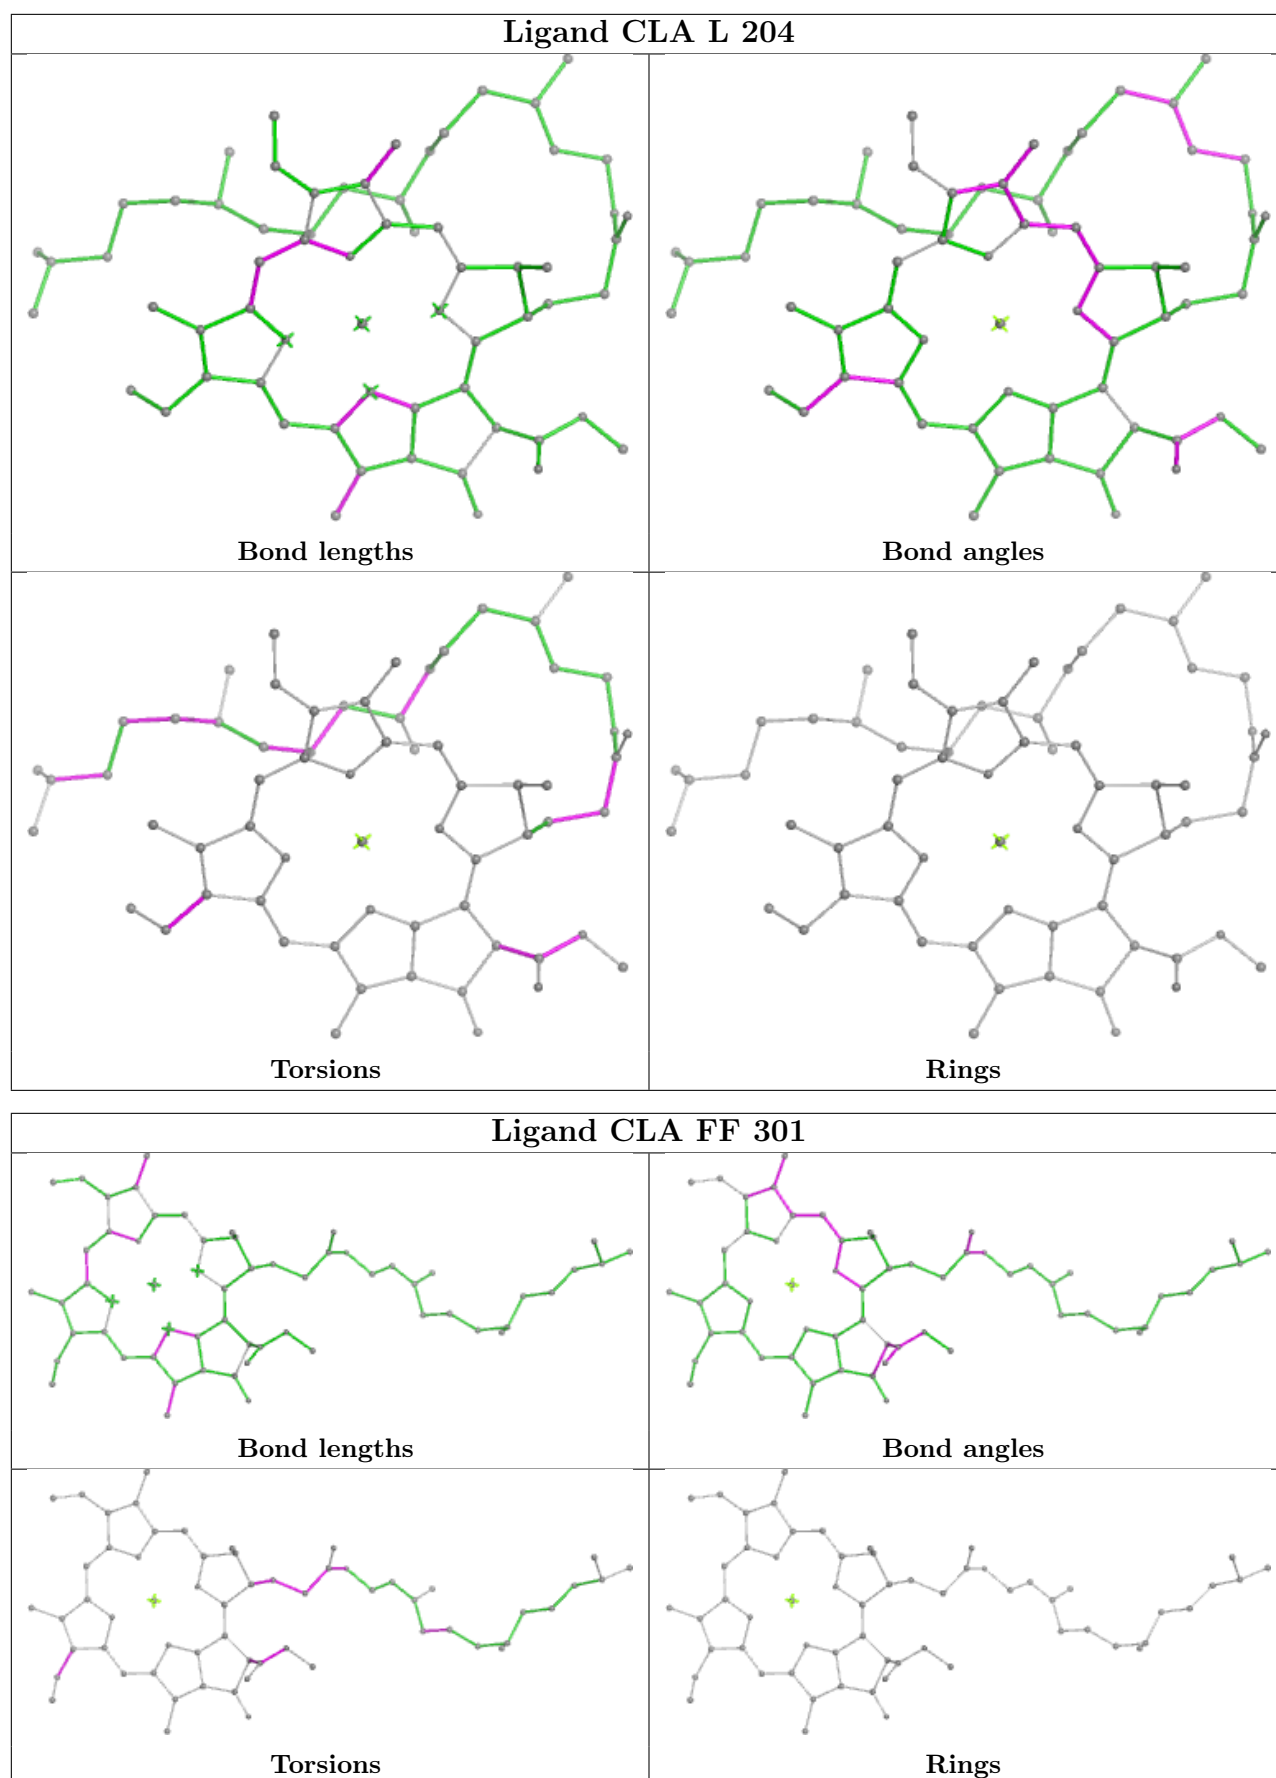 Ligand CLA L 204
Bond lengths
Bond angles
Torsions
Rings
Ligand CLA FF 301
Bond lengths
Bond angles
Torsions
Rings